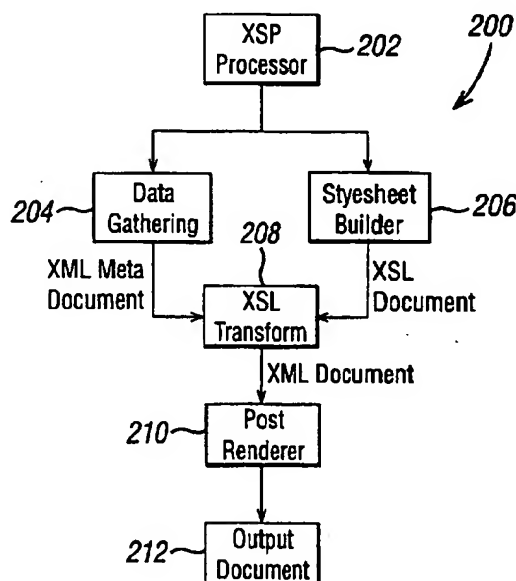 XSP
Processor
202
200
Data
Gathering
204
Styesheet
Builder
206
208
XML Meta
Document
XSL
Transform
XSL
Document
XML Document
Post
Renderer
210
Output
Document
212